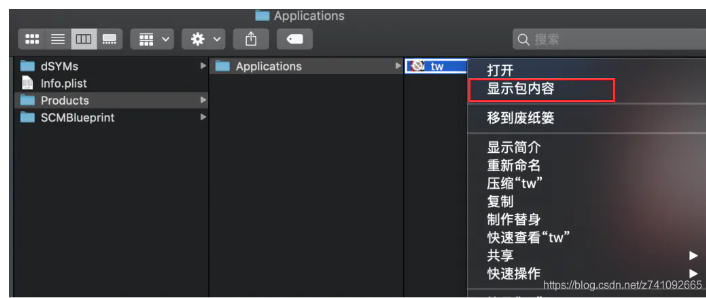 Applications
搜索
dSYMs
Info.plist
Products
SCMBlueprint
Applications
tw
打开
显示包内容
移到废纸篓
显示简介
重新命名
压缩“tw”
复制
制作替身
快速查看“tw”
共享
快速操作
https://blog.csdn.net/z741092665